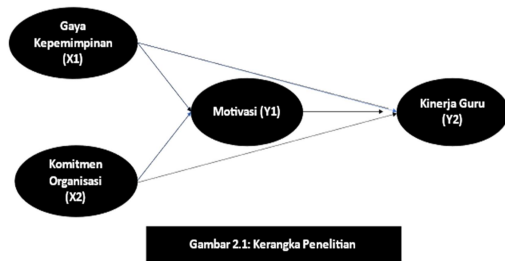 Gaya
Kepemimpinan
(X1)
Motivasi (Y1)
Kinerja Guru
(Y2)
Komitmen
Organisasi
(X2)
Gambar 2.1: Kerangka Penelitian